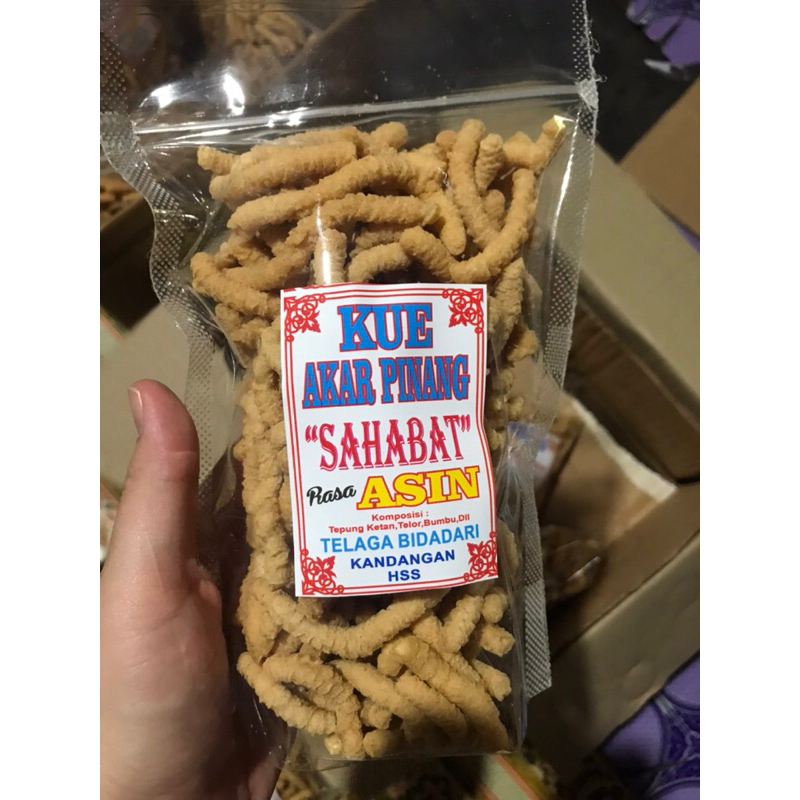 KUE
AKAR PINANG
"SAHABAT"
Rasa ASIN
Komposisi :
Tepung Ketan,Telor,Bumbu,Dll
TELAGA BIDADARI
KANDANGAN
HSS